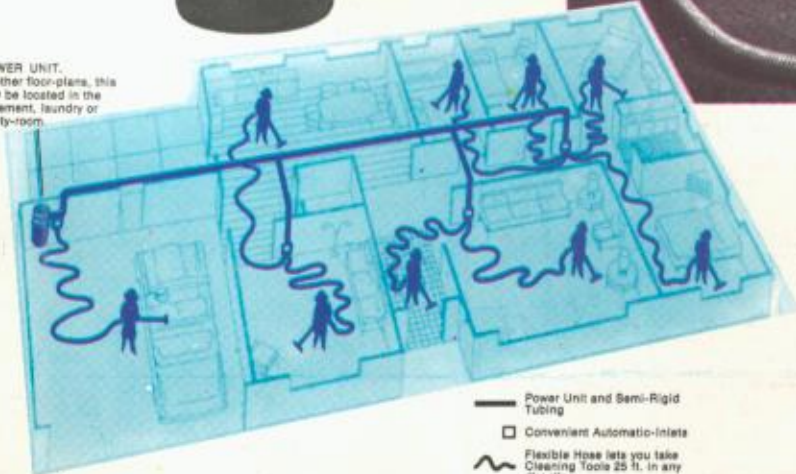 WER UNIT.
ther floor-plans, this
be located in the
ement, laundry or
ly-room.
Power Unit and Semi-Rigid
Tubing
Convenient Automatic-Inlets
Flexible Hose lets you take
Cleaning Tools 25 ft. in any